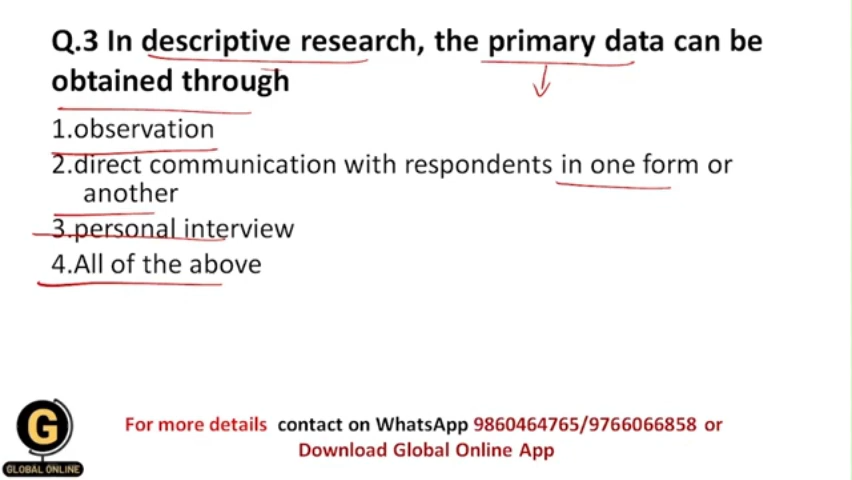 Q.3 In descriptive research, the primary data can be
obtained through
1.observation
2.direct communication with respondents in one form or
another
3.personal interview
4.All of the above
G
GLOBAL ONLINE
For more details contact on WhatsApp 9860464765/9766066858 or
Download Global Online App